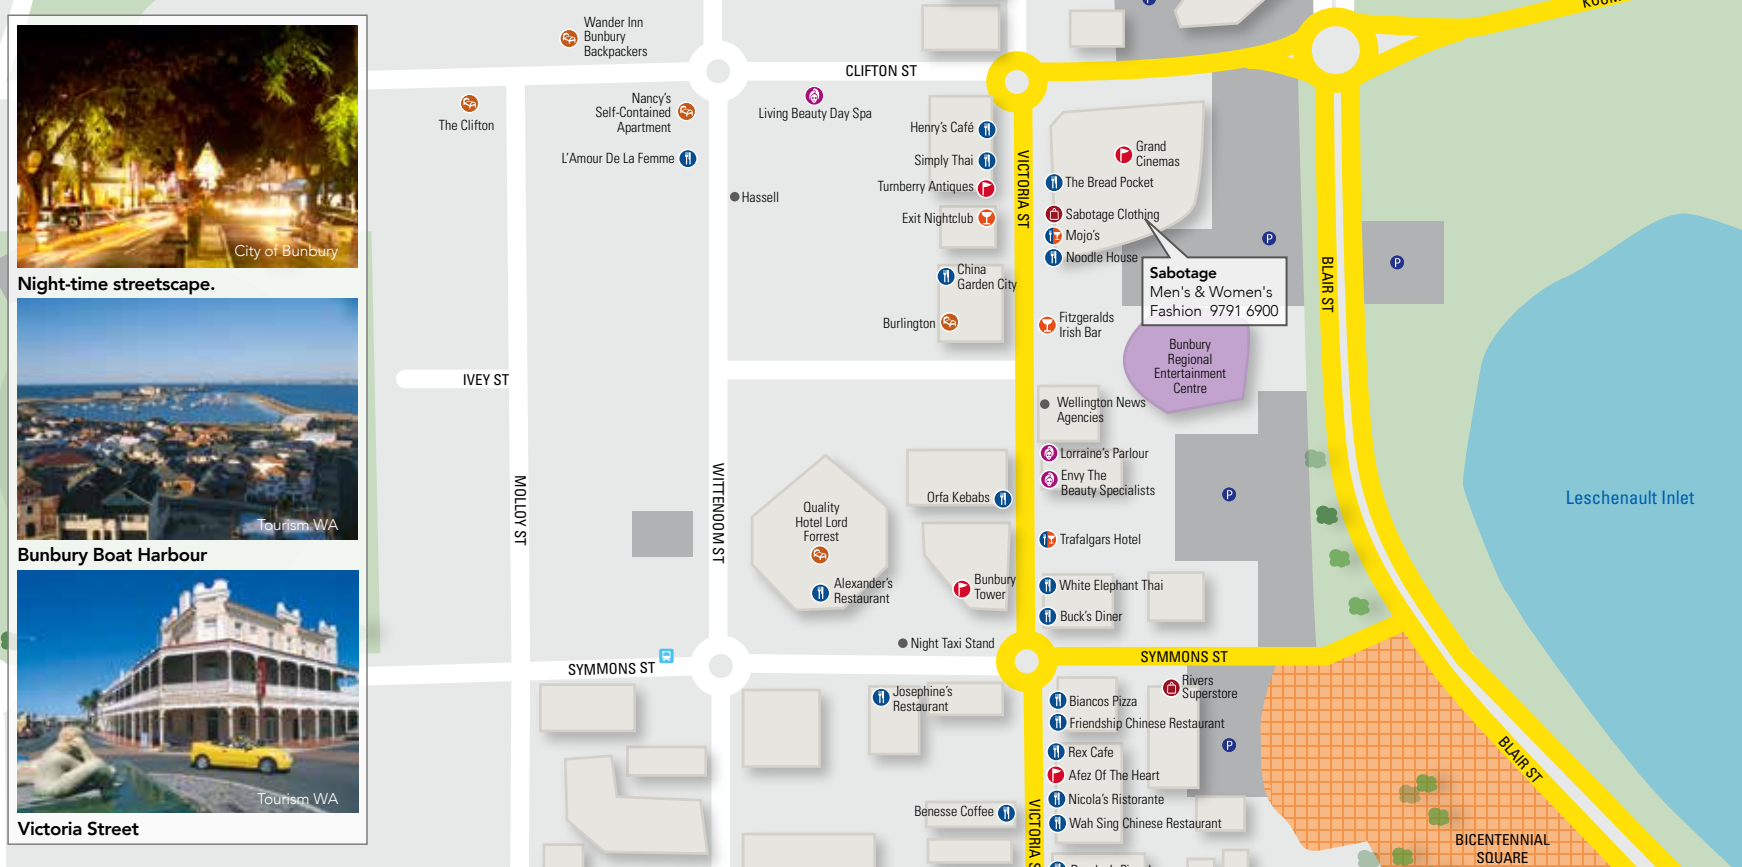 City of Bunbury
Night-time streetscape.
Tourism WA
Bunbury Boat Harbour
Tourism WA
Victoria Street
Wander Inn
Bunbury
Backpackers
CLIFTON ST
The Clifton
Nancy's
Self-Contained
Apartment
L'Amour De La Femme
Living Beauty Day Spa
Hassell
Henry's Café
Simply Thai
Turnberry Antiques
Exit Nightclub
China
Garden City
Burlington
VICTORIA ST
Grand
Cinemas
The Bread Pocket
Sabotage Clothing
Mojo's
Noodle House
Sabotage
Men's & Women's
Fashion 9791 6900
Fitzgeralds
Irish Bar
Bunbury
Regional
Entertainment
Centre
P
P
P
P
P
BLAIR ST
Leschenault Inlet
IVEY ST
MOLLOY ST
WITTENOOM ST
Wellington News
Agencies
Lorraine's Parlour
Envy The
Beauty Specialists
Orfa Kebabs
Quality
Hotel Lord
Forrest
Alexander's
Restaurant
Bunbury
Tower
Trafalgars Hotel
White Elephant Thai
Buck's Diner
Night Taxi Stand
SYMMONS ST
SYMMONS ST
Josephine's
Restaurant
Rivers
Superstore
Biancos Pizza
Friendship Chinese Restaurant
Rex Cafe
Afez Of The Heart
Nicola's Ristorante
Wah Sing Chinese Restaurant
Benesse Coffee
VICTORIA S
BLAIR ST
BICENTENNIAL
SQUARE